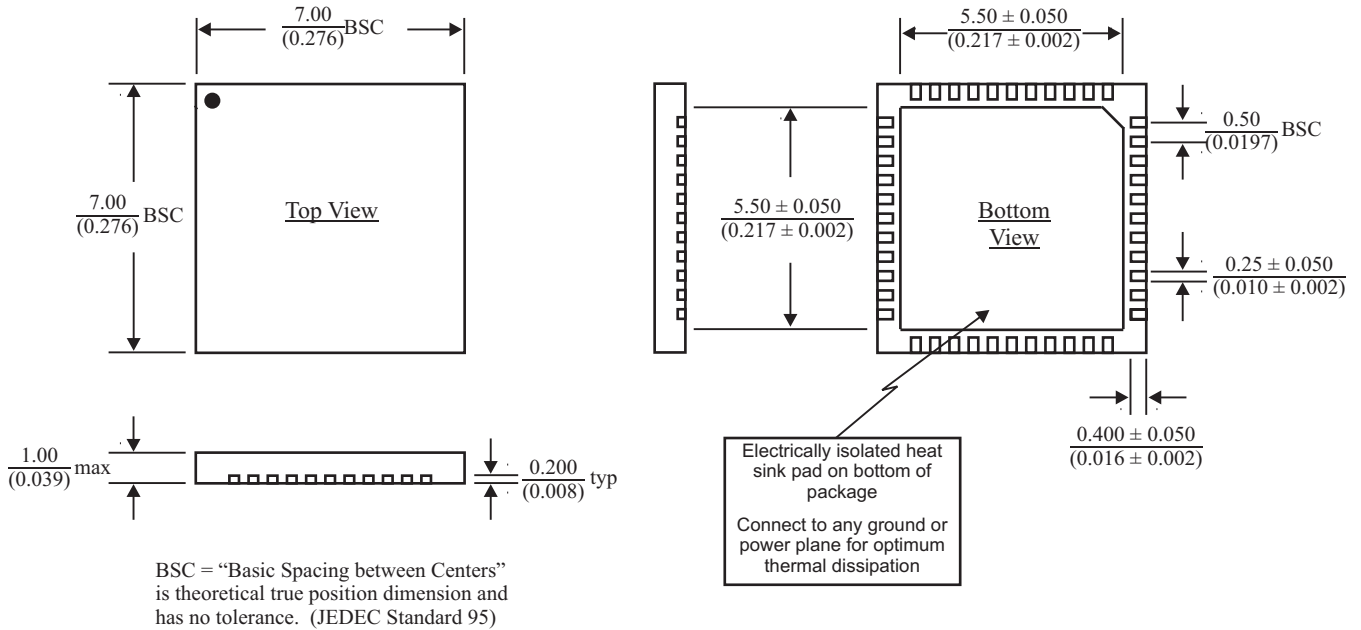 7.00
(0.276)
BSC
5.50 ± 0.050
(0.217 ± 0.002)
7.00
(0.276)
BSC
Top View
5.50 ± 0.050
(0.217 ± 0.002)
Bottom
View
0.50
(0.0197)
BSC
0.25 ± 0.050
(0.010 ± 0.002)
1.00
(0.039)
max
0.200
(0.008)
typ
0.400 ± 0.050
(0.016 ± 0.002)
Electrically isolated heat
sink pad on bottom of
package
Connect to any ground or
power plane for optimum
thermal dissipation
BSC = “Basic Spacing between Centers”
is theoretical true position dimension and
has no tolerance. (JEDEC Standard 95)